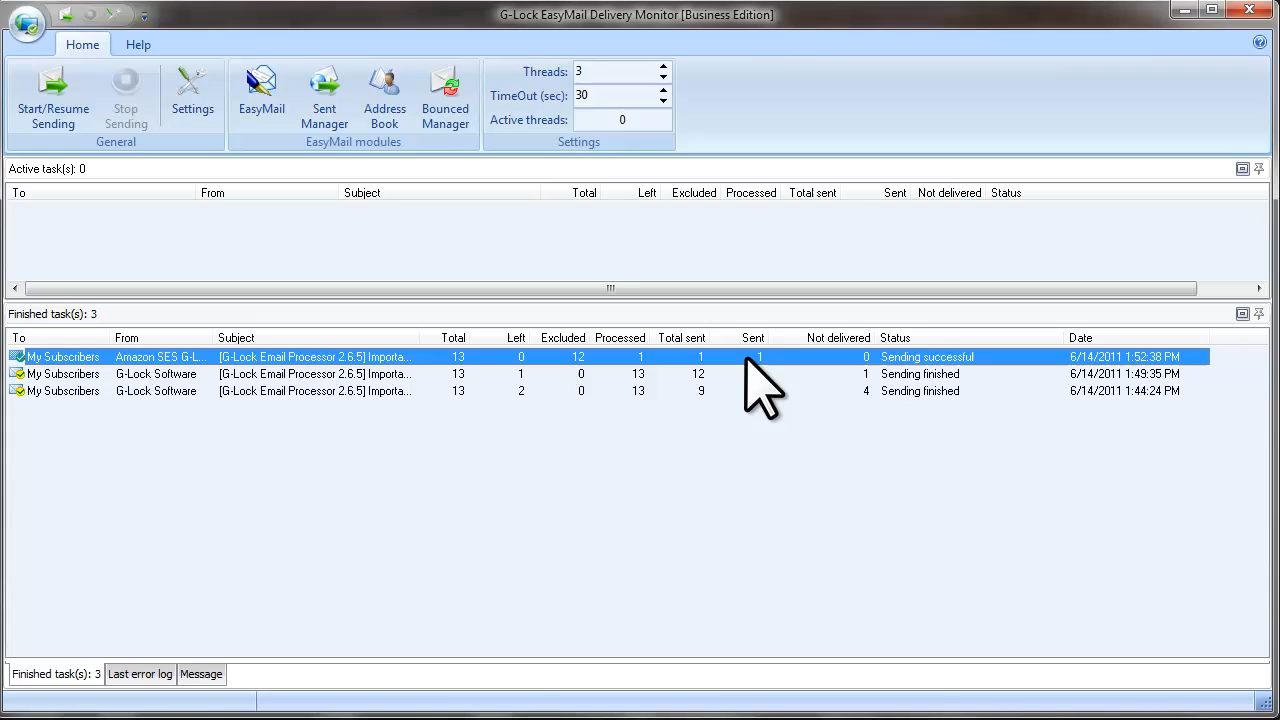 G-Lock EasyMail Delivery Monitor [Business Edition]
Home Help
Start/Resume Sending
Stop Sending
Settings
General
EasyMail
Sent Manager
Address Book
Bounced Manager
EasyMail modules
Threads: 3
TimeOut (sec): 30
Active threads: 0
Settings
Active task(s): 0
To From Subject Total Left Excluded Processed Total sent Sent Not delivered Status
Finished task(s): 3
To From Subject Total Left Excluded Processed Total sent Sent Not delivered Status Date
My Subscribers Amazon SES G-L... [G-Lock Email Processor 2.6.5] Importa... 13 0 12 1 1 1 0 Sending successful 6/14/2011 1:52:38 PM
My Subscribers G-Lock Software [G-Lock Email Processor 2.6.5] Importa... 13 1 0 13 12 1 Sending finished 6/14/2011 1:49:35 PM
My Subscribers G-Lock Software [G-Lock Email Processor 2.6.5] Importa... 13 2 0 13 9 4 Sending finished 6/14/2011 1:44:24 PM
Finished task(s): 3 Last error log Message